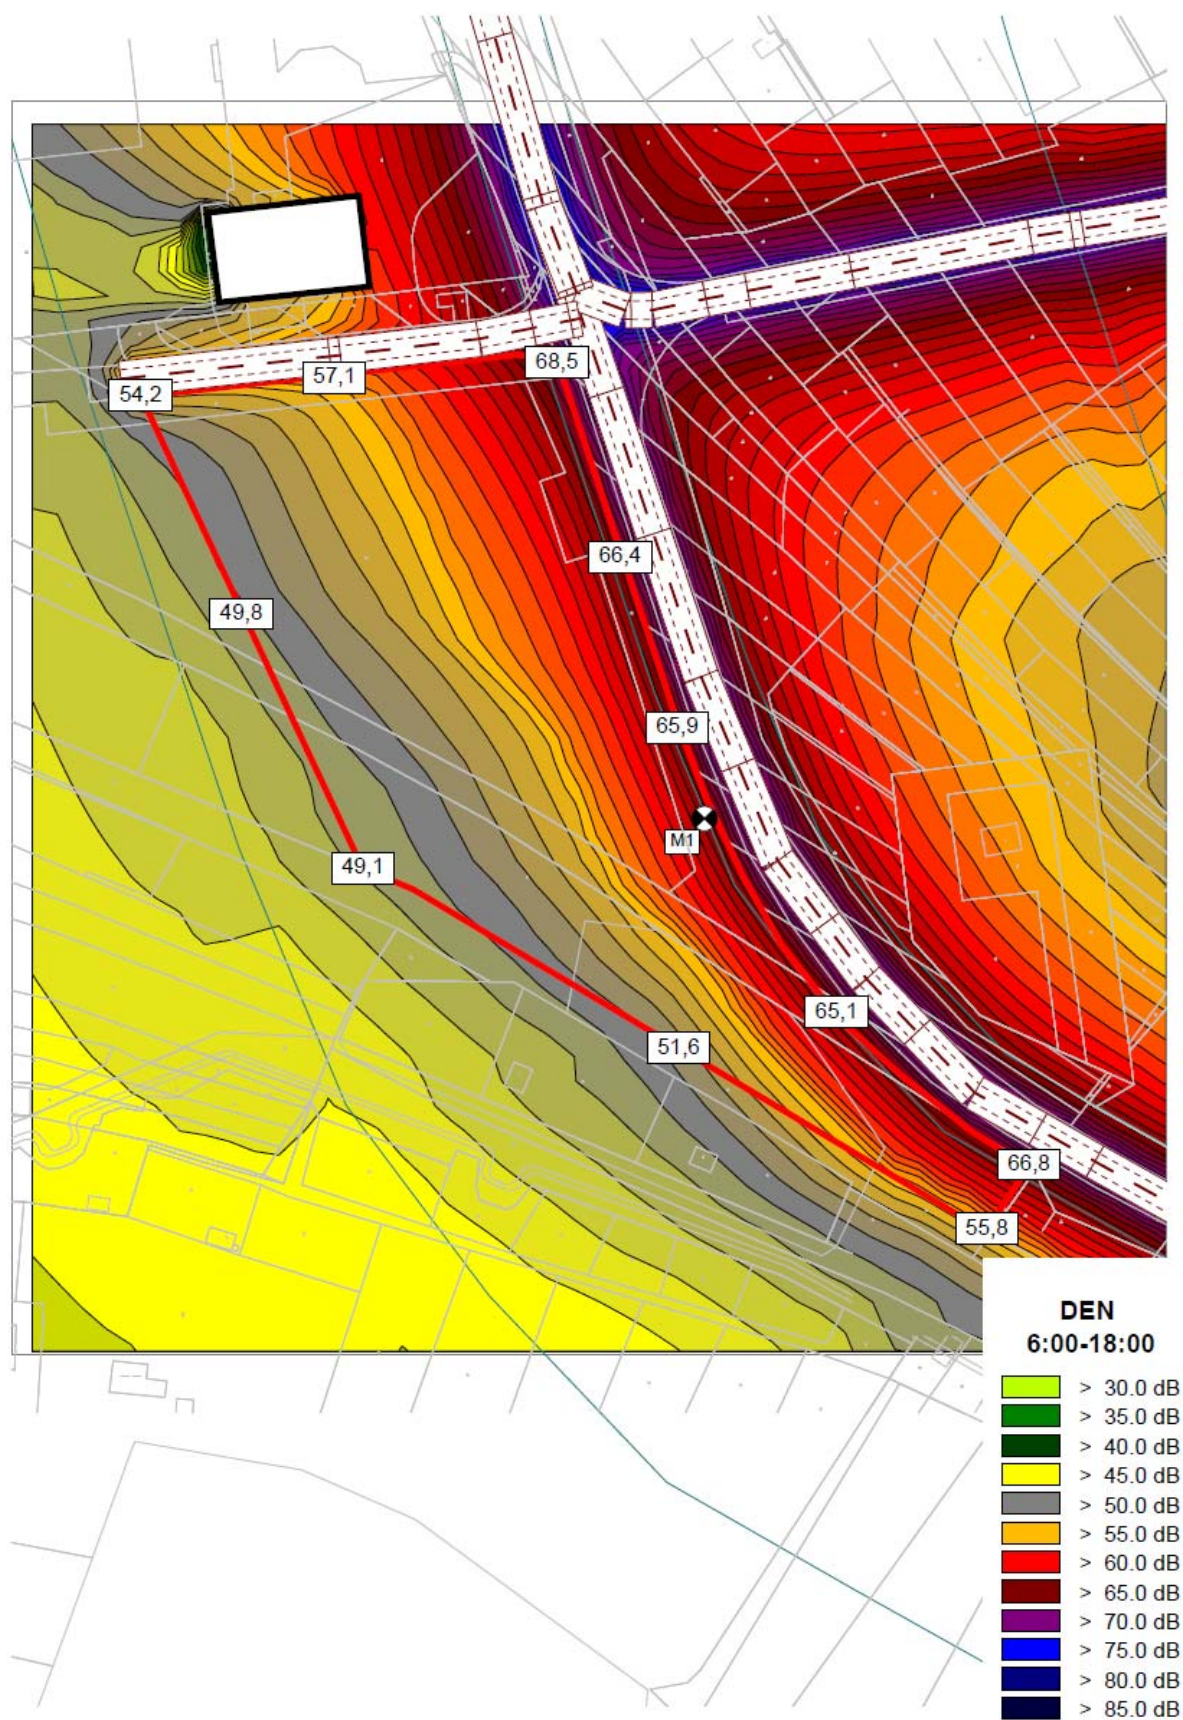 68,5
57,1
54,2
66,4
49,8
65,9
M1
49,1
65,1
51,6
66,8
55,8
DEN
6:00-18:00
> 30.0 dB
> 35.0 dB
> 40.0 dB
> 45.0 dB
> 50.0 dB
> 55.0 dB
> 60.0 dB
> 65.0 dB
> 70.0 dB
> 75.0 dB
> 80.0 dB
> 85.0 dB